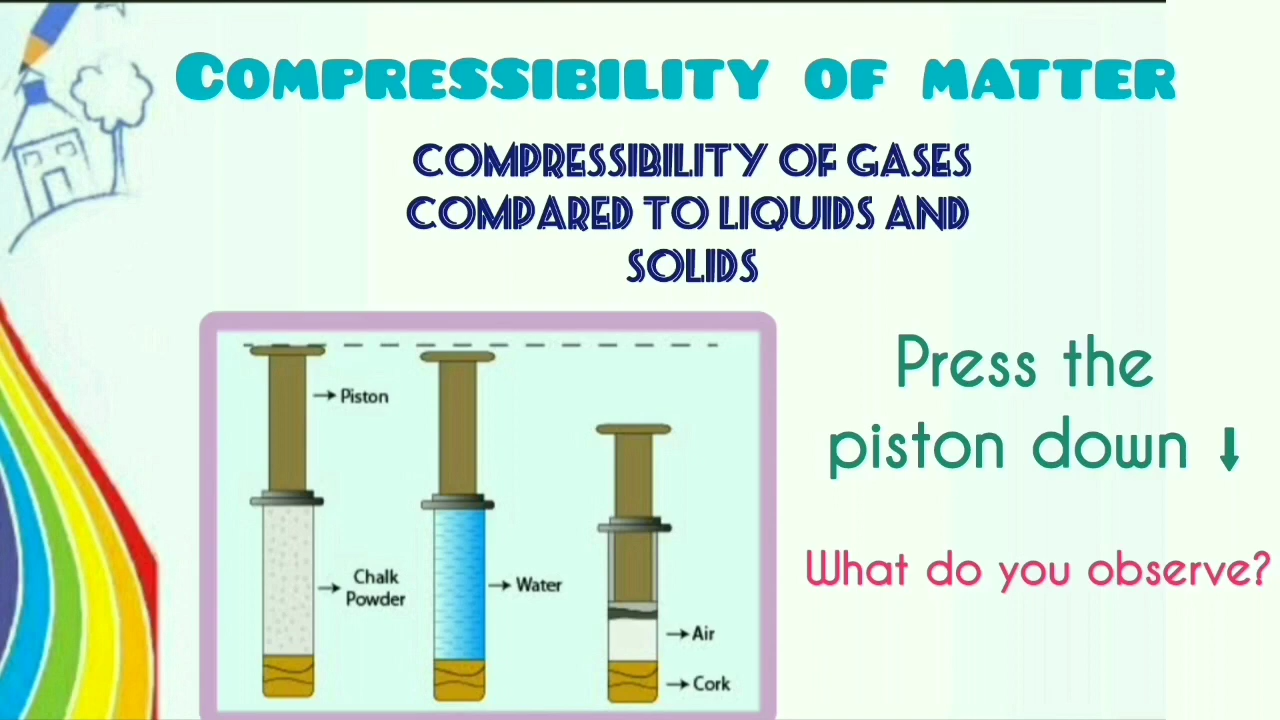 COMPRESSIBILITY OF MATTER
COMPRESSIBILITY OF GASES
COMPARED TO LIQUIDS AND
SOLIDS
Press the
piston down ⬇
What do you observe?
Piston
Chalk
Powder
Water
Air
Cork